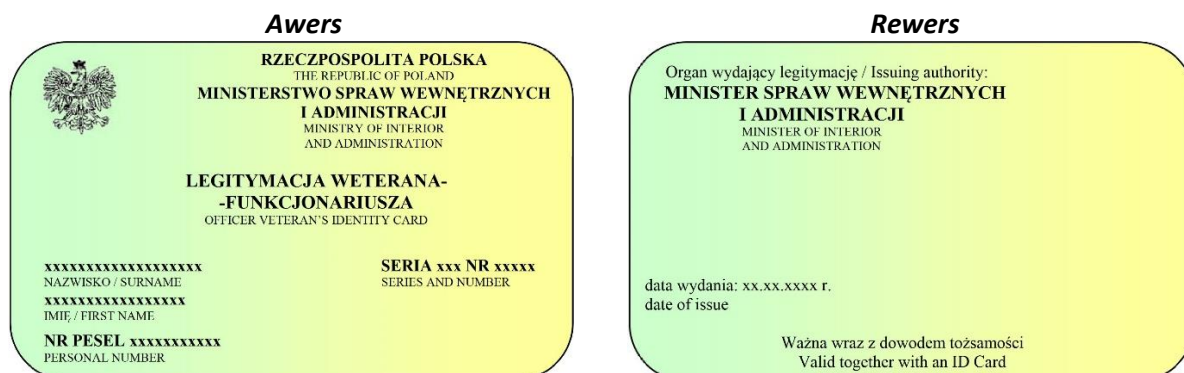 Awers
RZECZPOSPOLITA POLSKA
THE REPUBLIC OF POLAND
MINISTERSTWO SPRAW WEWNĘTRZNYCH
I ADMINISTRACJI
MINISTRY OF INTERIOR
AND ADMINISTRATION
LEGITYMACJA WETERANA-
-FUNKCJONARIUSZA
OFFICER VETERAN'S IDENTITY CARD
xxxxxxxxxxxxxxxxxxx
NAZWISKO / SURNAME
xxxxxxxxxxxxxxxxx
IMIĘ / FIRST NAME
NR PESEL xxxxxxxxxxx
PERSONAL NUMBER
SERIA xxx NR xxxxx
SERIES AND NUMBER
Rewers
Organ wydający legitymację / Issuing authority:
MINISTER SPRAW WEWNĘTRZNYCH
I ADMINISTRACJI
MINISTER OF INTERIOR
AND ADMINISTRATION
data wydania: xx.xx.xxxx r.
date of issue
Ważna wraz z dowodem tożsamości
Valid together with an ID Card